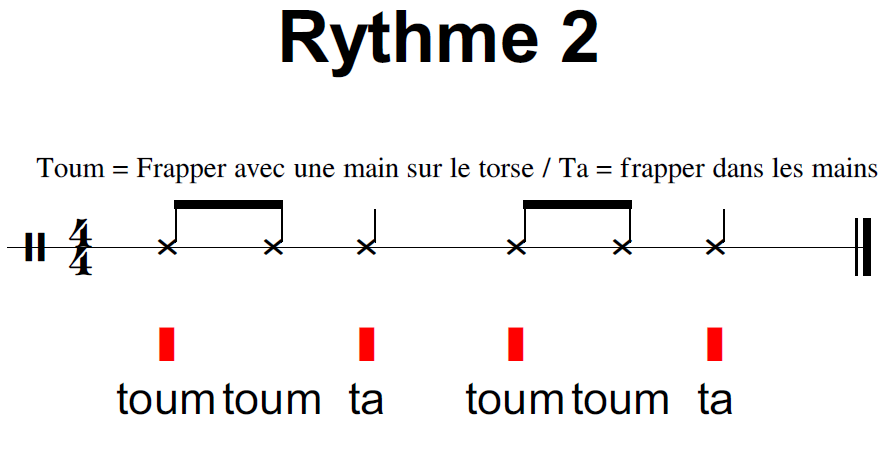 Rythme 2
Toum = Frapper avec une main sur le torse / Ta = frapper dans les mains
4
4
toum toum ta toum toum ta